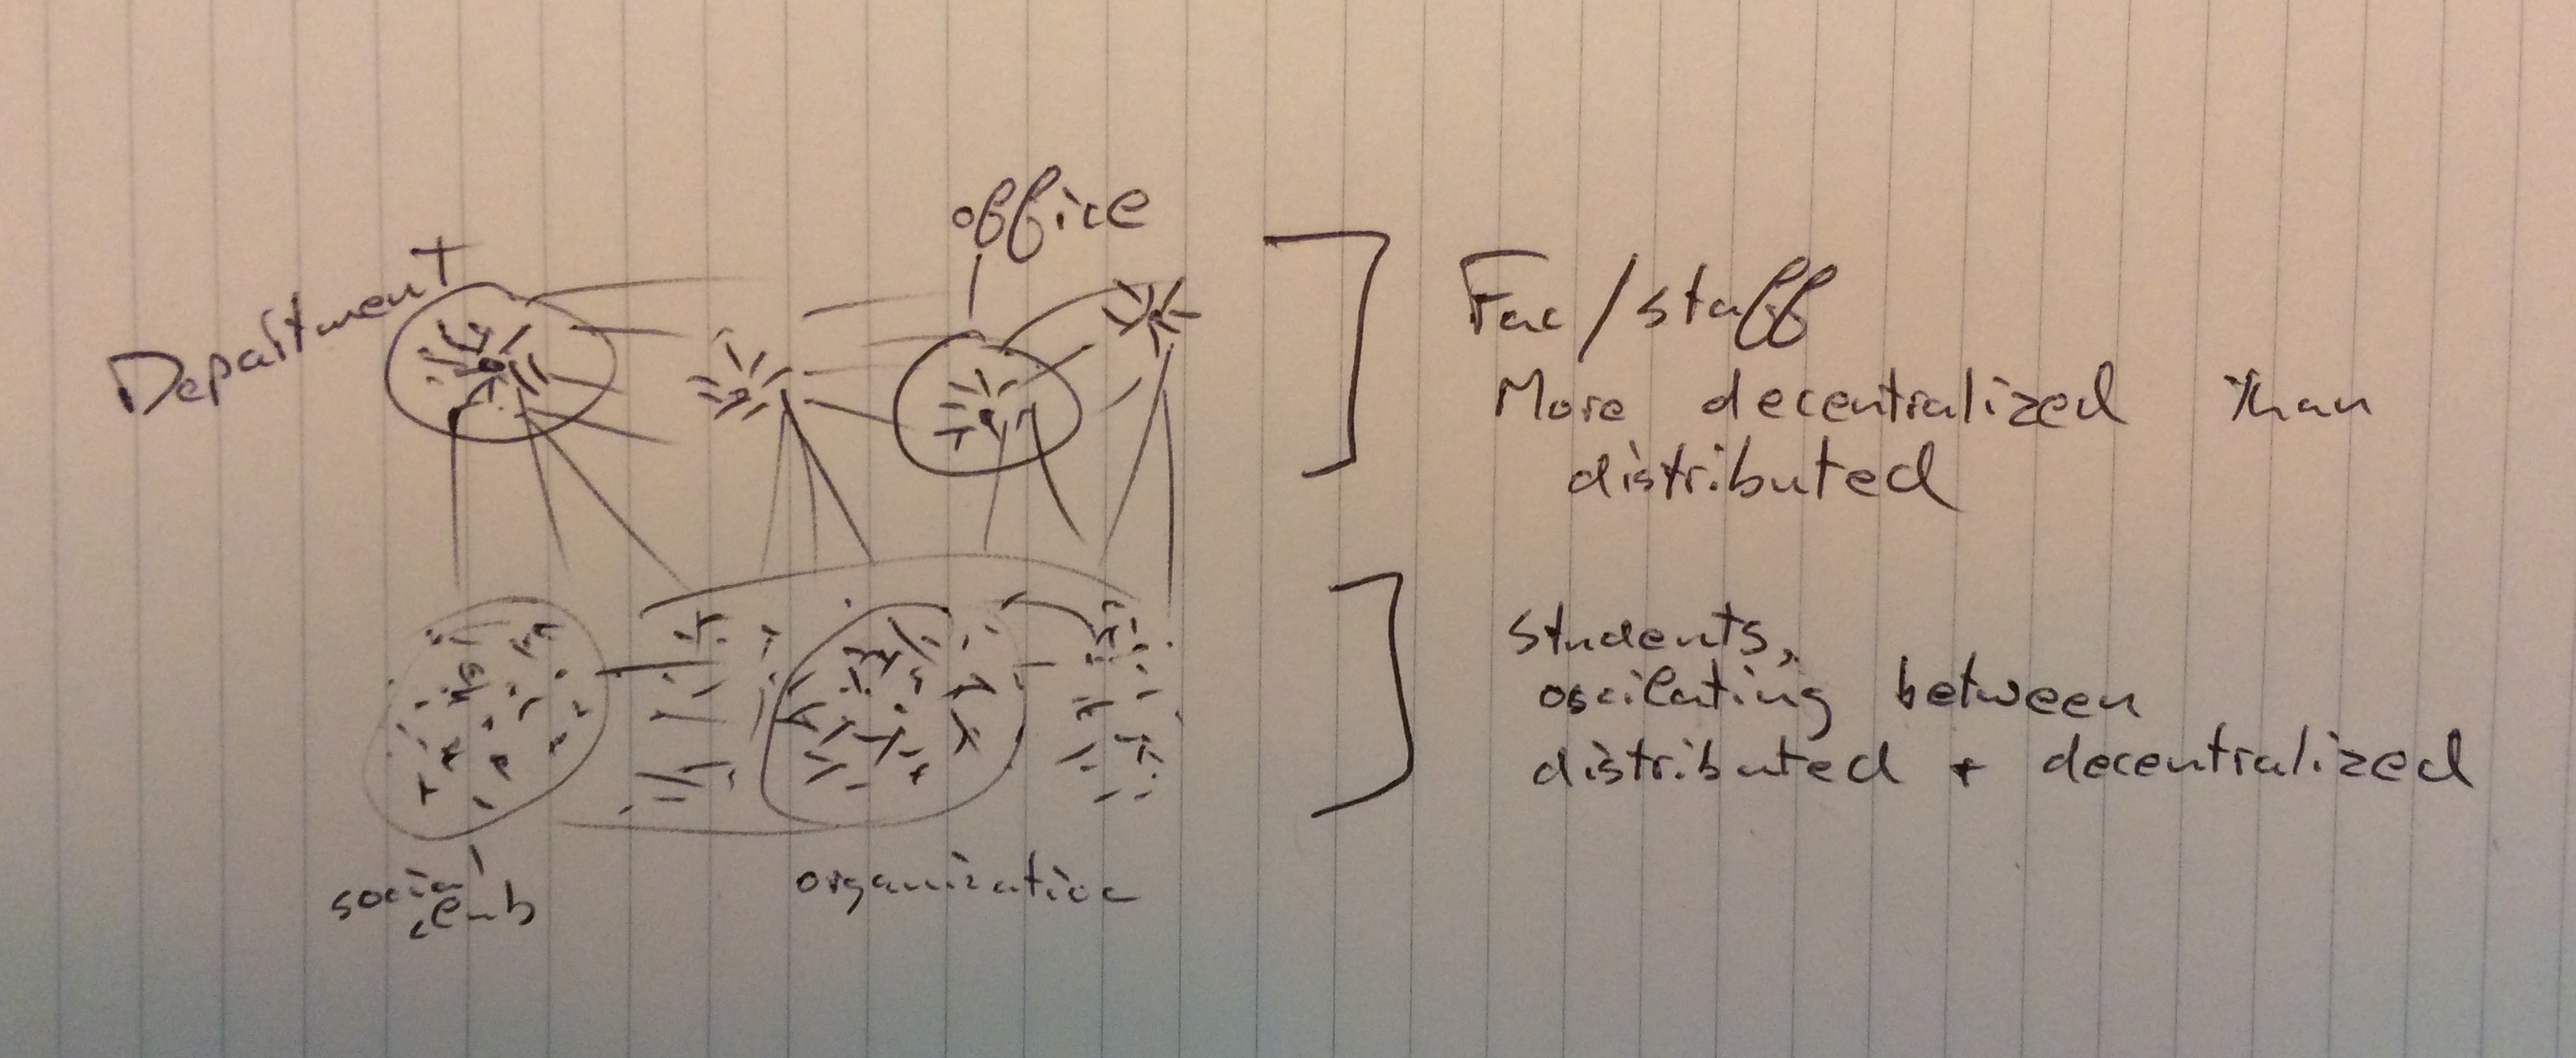 office
Department
Fac/staff
More decentralized than
distributed
students,
oscilating between
distributed + decentralized
social
club
organization